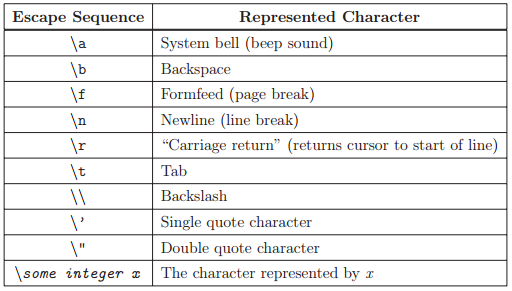 Escape Sequence Represented Character
\a System bell (beep sound)
\b Backspace
\f Formfeed (page break)
\n Newline (line break)
\r “Carriage return” (returns cursor to start of line)
\t Tab
\\ Backslash
\’ Single quote character
\" Double quote character
\some integer x The character represented by x